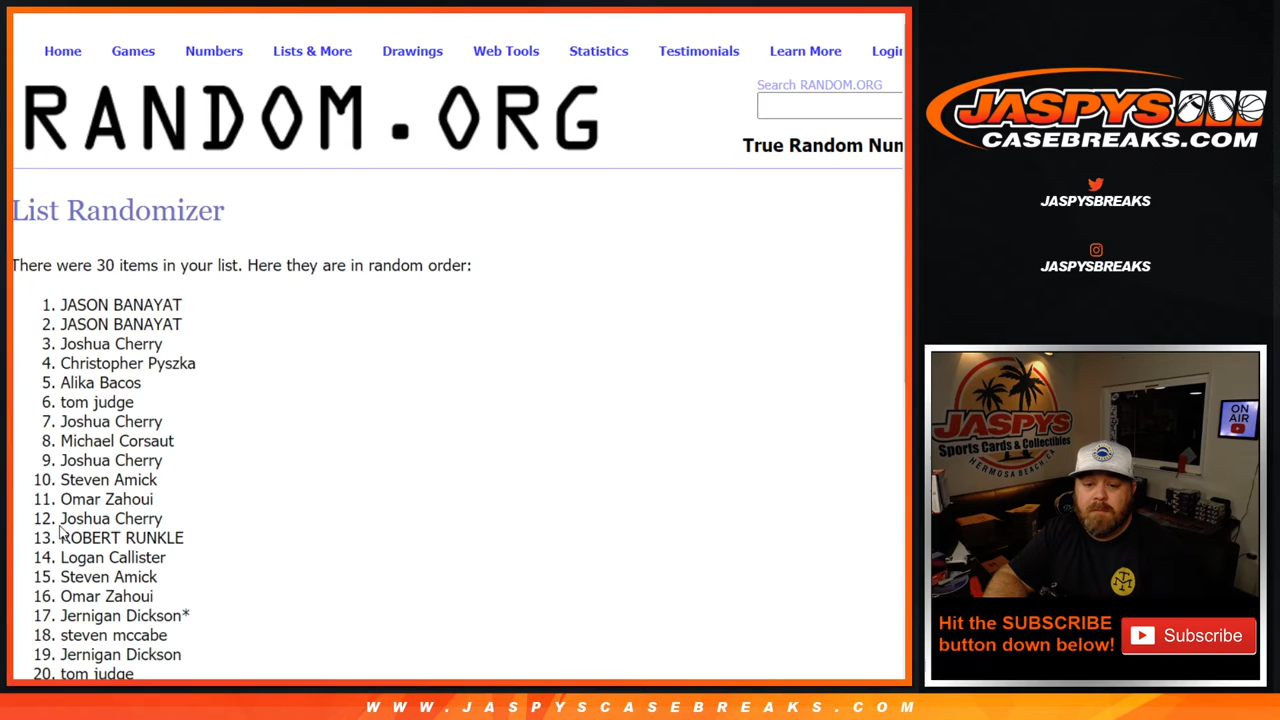 Home Games Numbers Lists & More Drawings Web Tools Statistics Testimonials Learn More Login
RANDOM.ORG
Search RANDOM.ORG
True Random Num
List Randomizer
There were 30 items in your list. Here they are in random order:
1. JASON BANAYAT
2. JASON BANAYAT
3. Joshua Cherry
4. Christopher Pyszka
5. Alika Bacos
6. tom judge
7. Joshua Cherry
8. Michael Corsaut
9. Joshua Cherry
10. Steven Amick
11. Omar Zahoui
12. Joshua Cherry
13. ROBERT RUNKLE
14. Logan Callister
15. Steven Amick
16. Omar Zahoui
17. Jernigan Dickson*
18. steven mccabe
19. Jernigan Dickson
20. tom judge
JASPYS
CASEBREAKS.COM
JASPYSBREAKS
JASPYSBREAKS
JASPYS
Sports Cards & Collectibles
HERMOSA BEACH, CA
ON
AIR
Hit the SUBSCRIBE
button down below!
Subscribe
WWW.JASPYSCASEBREAKS.COM